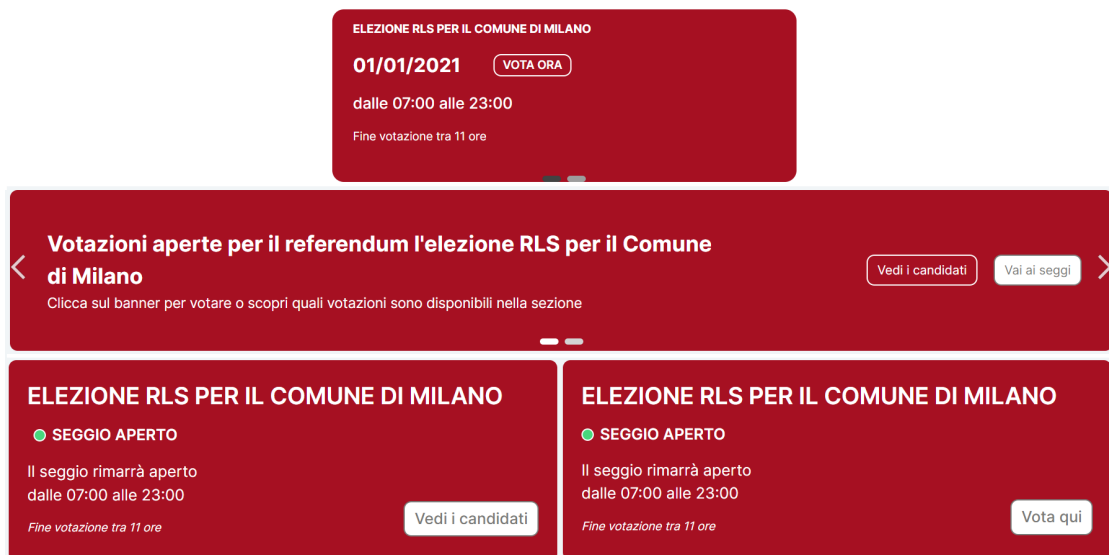 ELEZIONE RLS PER IL COMUNE DI MILANO
01/01/2021 VOTA ORA
dalle 07:00 alle 23:00
Fine votazione tra 11 ore
Votazioni aperte per il referendum l'elezione RLS per il Comune
di Milano
Clicca sul banner per votare o scopri quali votazioni sono disponibili nella sezione
Vedi i candidati
Vai ai seggi
ELEZIONE RLS PER IL COMUNE DI MILANO
SEGGIO APERTO
Il seggio rimarrà aperto
dalle 07:00 alle 23:00
Fine votazione tra 11 ore
Vedi i candidati
ELEZIONE RLS PER IL COMUNE DI MILANO
SEGGIO APERTO
Il seggio rimarrà aperto
dalle 07:00 alle 23:00
Fine votazione tra 11 ore
Vota qui